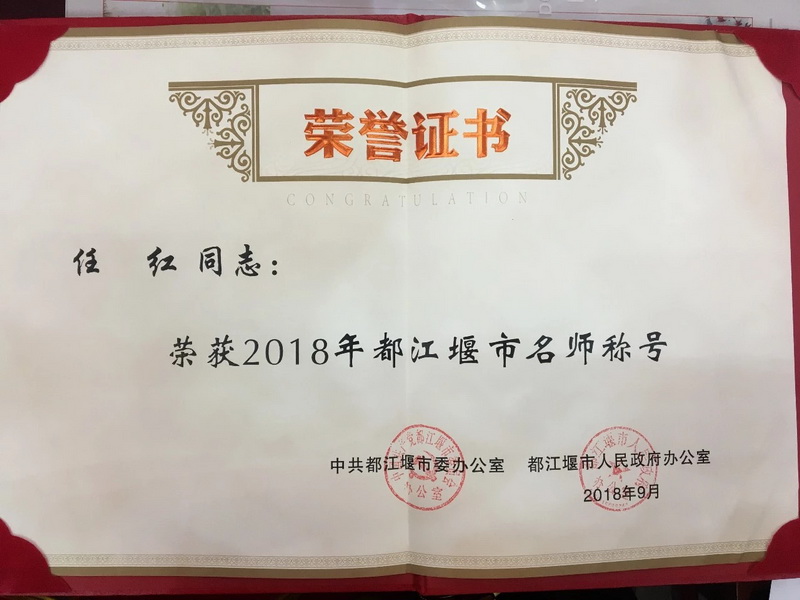 荣誉证书
CONGRATULATION
任 红 同志：
荣获2018年都江堰市名师称号
中共都江堰市委办公室
都江堰市人民政府办公室
2018年9月